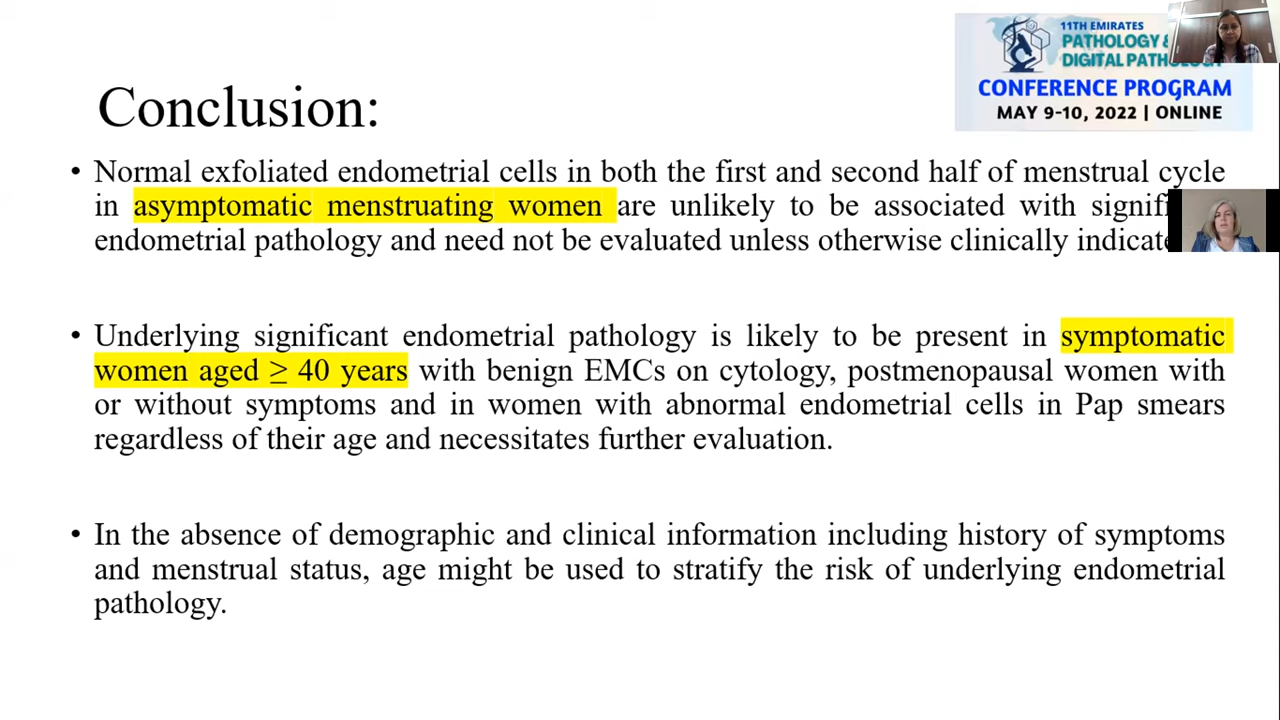 11TH EMIRATES
PATHOLOGY &
DIGITAL
CONFERENCE PROGRAM
MAY 9-10, 2022 | ONLINE
Conclusion:
• Normal exfoliated endometrial cells in both the first and second half of menstrual cycle
in asymptomatic menstruating women are unlikely to be associated with
endometrial pathology and need not be evaluated unless otherwise clinically
• Underlying significant endometrial pathology is likely to be present in symptomatic
women aged ≥ 40 years with benign EMCs on cytology, postmenopausal women with
or without symptoms and in women with abnormal endometrial cells in Pap smears
regardless of their age and necessitates further evaluation.
• In the absence of demographic and clinical information including history of symptoms
and menstrual status, age might be used to stratify the risk of underlying endometrial
pathology.